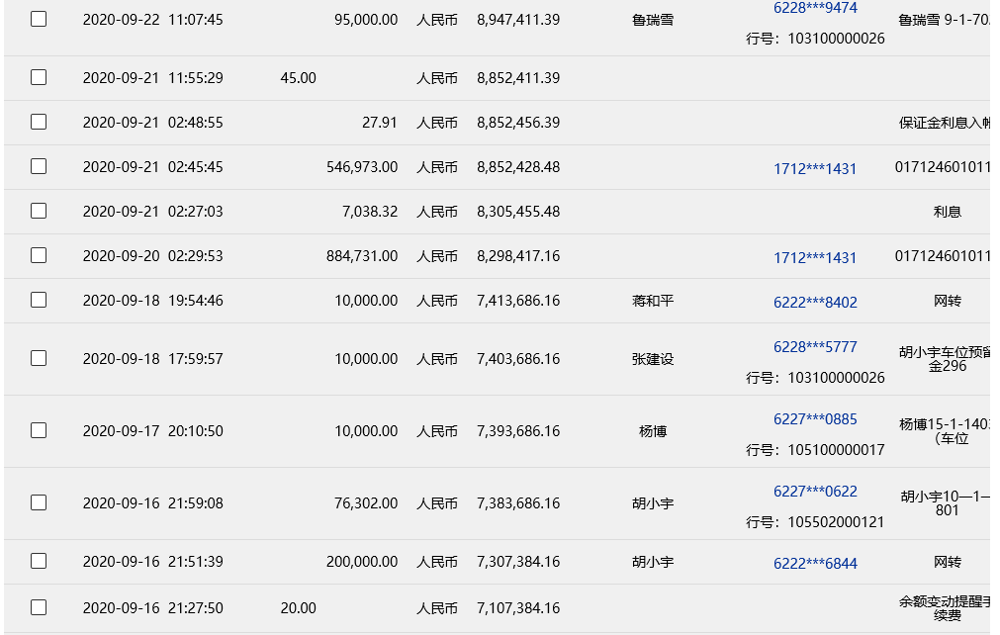 6228***9474
2020-09-22 11:07:45 95,000.00 人民币 8,947,411.39 鲁瑞雪 鲁瑞雪 9-1-70
行号：103100000026
2020-09-21 11:55:29 45.00 人民币 8,852,411.39
2020-09-21 02:48:55 27.91 人民币 8,852,456.39 保证金利息入帐
2020-09-21 02:45:45 546,973.00 人民币 8,852,428.48 1712***1431 017124601011
2020-09-21 02:27:03 7,038.32 人民币 8,305,455.48 利息
2020-09-20 02:29:53 884,731.00 人民币 8,298,417.16 1712***1431 017124601011
2020-09-18 19:54:46 10,000.00 人民币 7,413,686.16 蒋和平 6222***8402 网转
6228***5777
2020-09-18 17:59:57 10,000.00 人民币 7,403,686.16 张建设 胡小宇车位预留
金296
行号：103100000026
6227***0885
2020-09-17 20:10:50 10,000.00 人民币 7,393,686.16 杨博 杨博15-1-140
（车位
行号：105100000017
6227***0622
2020-09-16 21:59:08 76,302.00 人民币 7,383,686.16 胡小宇 胡小宇10—1—
801
行号：105502000121
2020-09-16 21:51:39 200,000.00 人民币 7,307,384.16 胡小宇 6222***6844 网转
2020-09-16 21:27:50 20.00 人民币 7,107,384.16 余额变动提醒手
续费